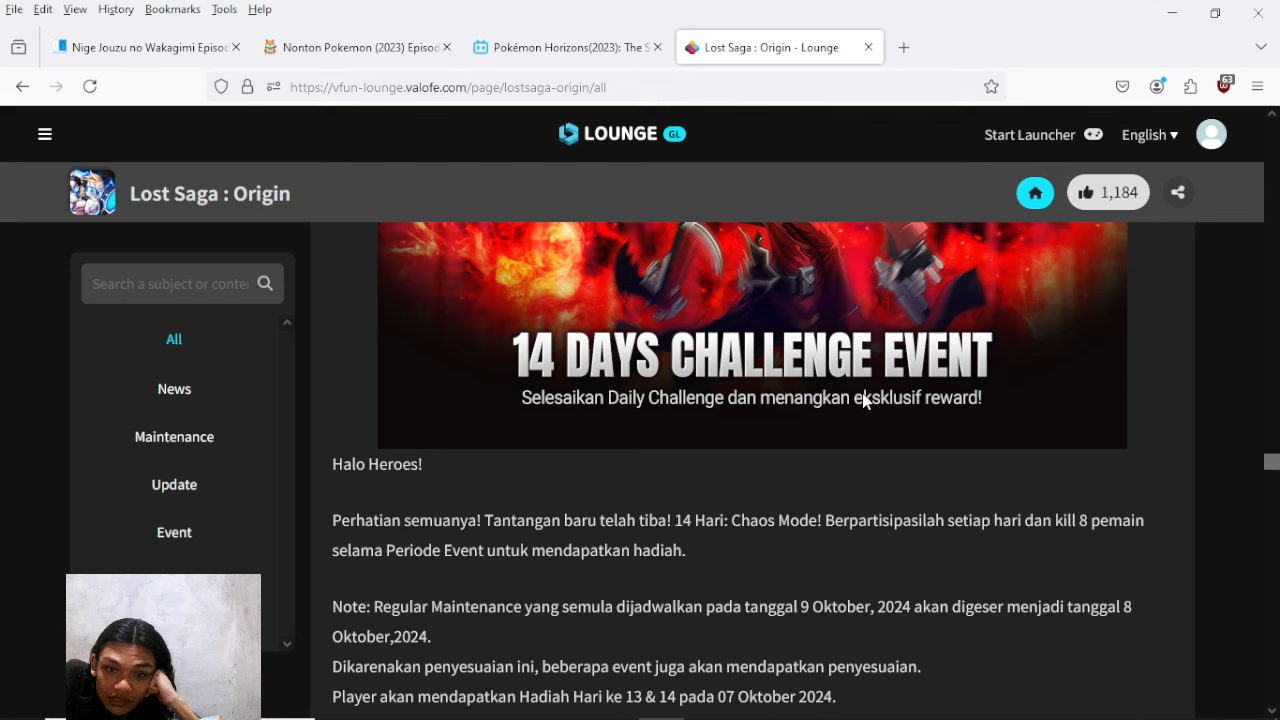 File Edit View History Bookmarks Tools Help
Nige Jouzu no Wakagimi Episod
Nonton Pokemon (2023) Episod
Pokémon Horizons(2023): The S
Lost Saga : Origin - Lounge
https://vfun-lounge.valofe.com/page/lostsaga-origin/all
63
LOUNGE GL
Start Launcher
English ▾
Lost Saga : Origin
1,184
Search a subject or conte
All
News
Maintenance
Update
Event
14 DAYS CHALLENGE EVENT
Selesaikan Daily Challenge dan menangkan eksklusif reward!
Halo Heroes!
Perhatian semuanya! Tantangan baru telah tiba! 14 Hari: Chaos Mode! Berpartisipasilah setiap hari dan kill 8 pemain
selama Periode Event untuk mendapatkan hadiah.
Note: Regular Maintenance yang semula dijadwalkan pada tanggal 9 Oktober, 2024 akan digeser menjadi tanggal 8
Oktober,2024.
Dikarenakan penyesuaian ini, beberapa event juga akan mendapatkan penyesuaian.
Player akan mendapatkan Hadiah Hari ke 13 & 14 pada 07 Oktober 2024.